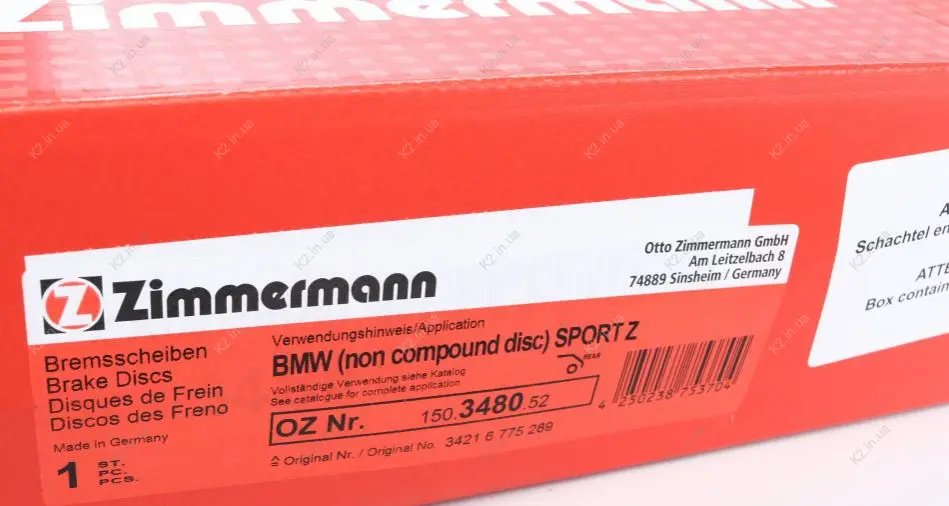 Zimmermann
Zimmermann
Otto Zimmermann GmbH
Am Leitzelbach 8
74889 Sinsheim / Germany
Bremsscheiben
Brake Discs
Disques de Frein
Discos des Freno
Made in Germany
1 ST.
PC.
PCS.
Verwendungshinweis/Application
BMW (non compound disc) SPORT Z
Vollständige Verwendung siehe Katalog
See catalogue for complete application
REAR
OZ Nr. 150.3480.52
≙ Original Nr. / Original No. 3421 6 775 289
4 250238 753704
A
Schachtel en
ATTE
Box contain
K2.in.ua